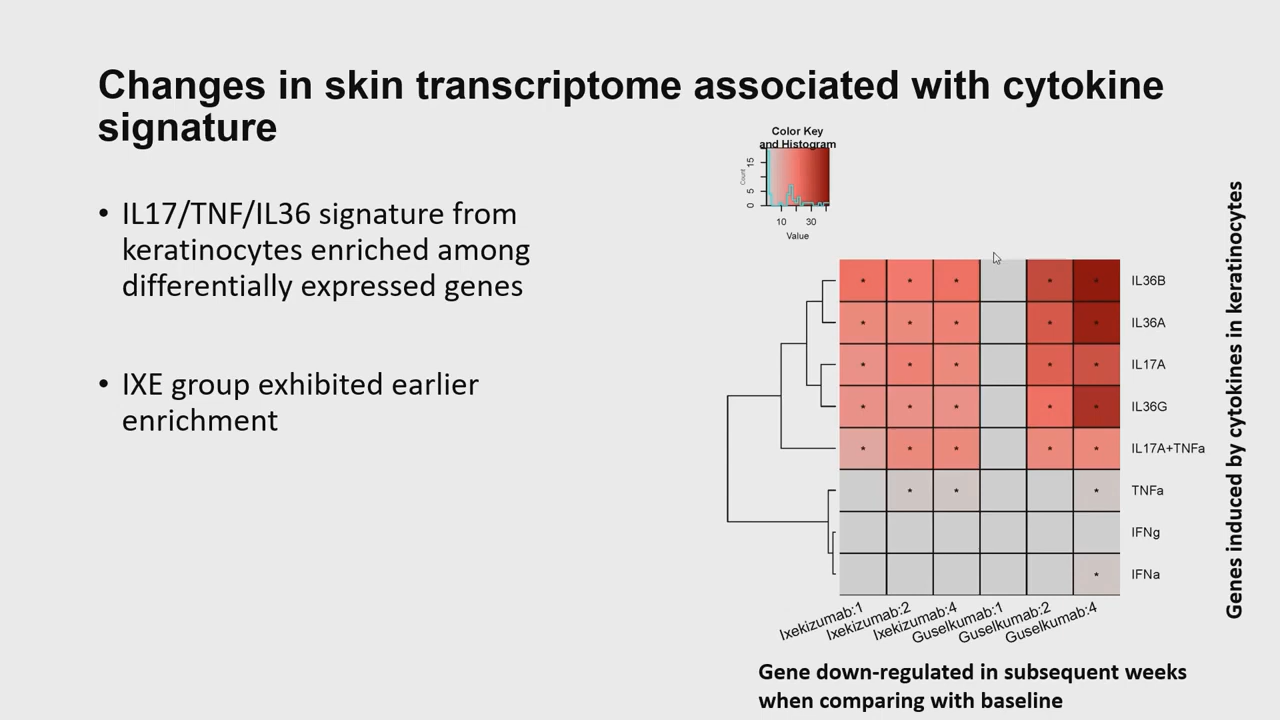 Changes in skin transcriptome associated with cytokine
signature
Color Key
and Histogram
Count
0 5 15
10 30
Value
• IL17/TNF/IL36 signature from
keratinocytes enriched among
differentially expressed genes
• IXE group exhibited earlier
enrichment
* * * * * IL36B
* * * * * IL36A
* * * * * IL17A
* * * * * IL36G
* * * * * IL17A+TNFa
* * * TNFa
IFNg
* IFNa
Ixekizumab:1
Ixekizumab:2
Ixekizumab:4
Guselkumab:1
Guselkumab:2
Guselkumab:4
Genes induced by cytokines in keratinocytes
Gene down-regulated in subsequent weeks
when comparing with baseline